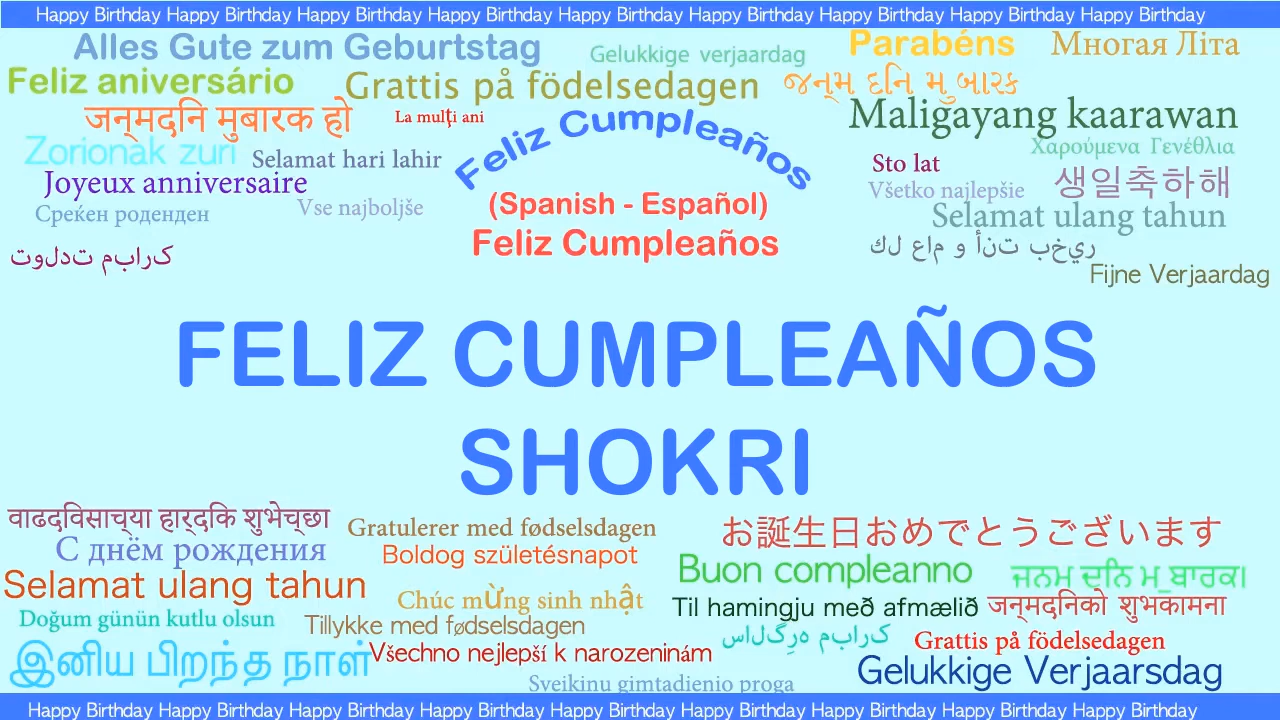 Happy Birthday Happy Birthday Happy Birthday Happy Birthday Happy Birthday Happy Birthday Happy Birthday Happy Birthday Happy Birthday
Alles Gute zum Geburtstag
Gelukkige verjaardag
Parabéns
Многая Літа
Feliz aniversário
Grattis på födelsedagen
જન્મ દિન મુબારક
जन्मदिन मुबारक हो
La mulţi ani
Feliz Cumpleaños
Maligayang kaarawan
Zorionak zuri
Selamat hari lahir
Sto lat
Χαρούμενα Γενέθλια
Joyeux anniversaire
(Spanish - Español)
Všetko najlepšie
생일축하해
Среќен роденден
Vse najboljše
Feliz Cumpleaños
Selamat ulang tahun
تولدت مبارک
كل عام و أنت بخير
Fijne Verjaardag
FELIZ CUMPLEAÑOS
SHOKRI
वाढदिवसाच्या हार्दिक शुभेच्छा
Gratulerer med fødselsdagen
お誕生日おめでとうございます
С днём рождения
Boldog születésnapot
Buon compleanno
ਜਨਮ ਦਿਨ ਮੁਬਾਰਕ।
Selamat ulang tahun
Chúc mừng sinh nhật
Til hamingju með afmælið
जन्मदिनको शुभकामना
Doğum günün kutlu olsun
Tillykke med fødselsdagen
سالگرہ مبارک
Grattis på födelsedagen
இனிய பிறந்த நாள்
Všechno nejlepší k narozeninám
Gelukkige Verjaarsdag
Sveikinu gimtadienio proga
Happy Birthday Happy Birthday Happy Birthday Happy Birthday Happy Birthday Happy Birthday Happy Birthday Happy Birthday Happy Birthday